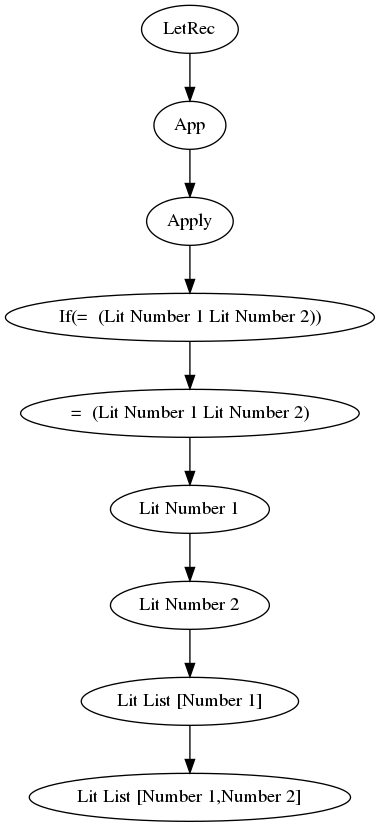 LetRec
App
Apply
If(=  (Lit Number 1 Lit Number 2))
=  (Lit Number 1 Lit Number 2)
Lit Number 1
Lit Number 2
Lit List [Number 1]
Lit List [Number 1,Number 2]